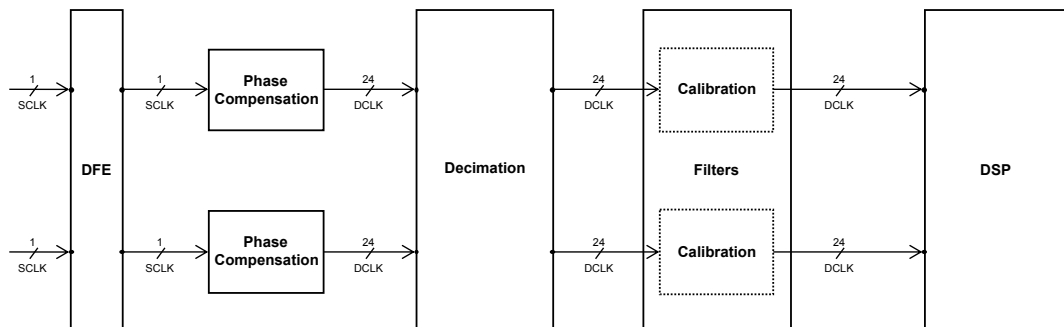 1
SCLK
DFE
1
SCLK
Phase
Compensation
24
DCLK
Decimation
24
DCLK
Calibration
Filters
24
DCLK
DSP
1
SCLK
1
SCLK
Phase
Compensation
24
DCLK
24
DCLK
Calibration
24
DCLK